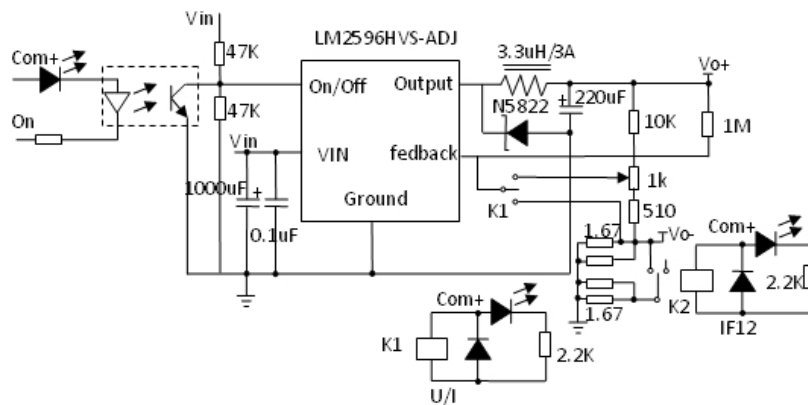 Vin
LM2596HVS-ADJ
3.3uH/3A
Vo+
Com+
47K
On/Off
Output
N5822
+
220uF
47K
10K
1M
On
Vin
VIN
fedback
1k
1000uF
+
Ground
K1
510
0.1uF
1.67
Vo-
Com+
K2
2.2K
Com+
1.67
IF12
K1
2.2K
U/I